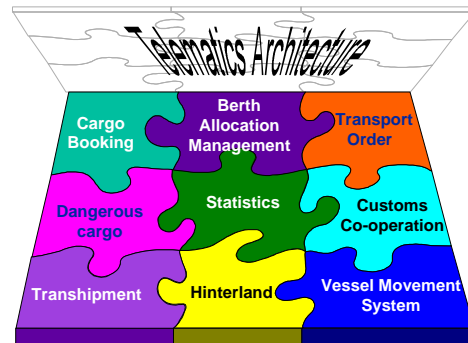 Telematics Architecture
Cargo
Booking
Berth
Allocation
Management
Transport
Order
Dangerous
cargo
Statistics
Customs
Co-operation
Transhipment
Hinterland
Vessel Movement
System